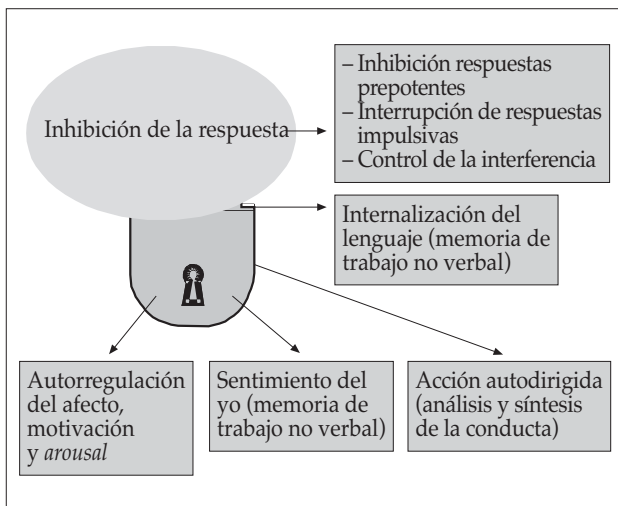 Inhibición de la respuesta
– Inhibición respuestas
prepotentes
– Interrupción de respuestas
impulsivas
– Control de la interferencia
Internalización del
lenguaje (memoria de
trabajo no verbal)
Autorregulación
del afecto,
motivación
y arousal
Sentimiento del
yo (memoria de
trabajo no verbal)
Acción autodirigida
(análisis y síntesis
de la conducta)